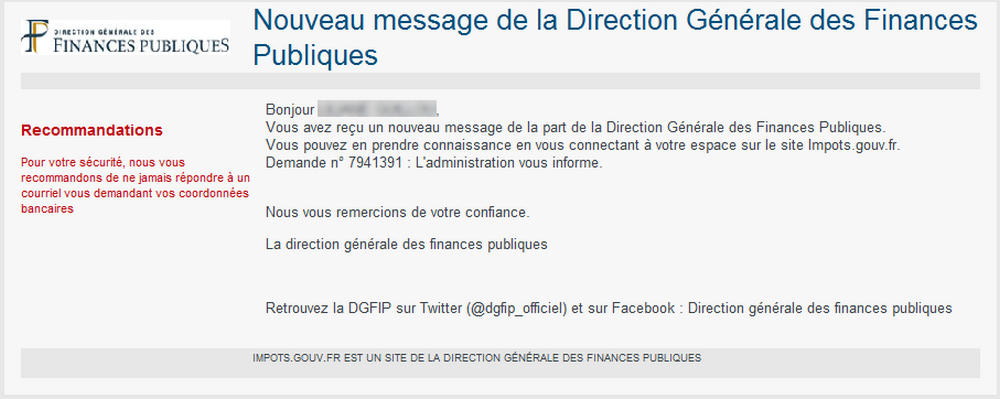 DIRECTION GÉNÉRALE DES
FINANCES PUBLIQUES
Nouveau message de la Direction Générale des Finances
Publiques
Recommandations
Pour votre sécurité, nous vous
recommandons de ne jamais répondre à un
courriel vous demandant vos coordonnées
bancaires
Bonjour ,
Vous avez reçu un nouveau message de la part de la Direction Générale des Finances Publiques.
Vous pouvez en prendre connaissance en vous connectant à votre espace sur le site Impots.gouv.fr.
Demande n° 7941391 : L'administration vous informe.
Nous vous remercions de votre confiance.
La direction générale des finances publiques
Retrouvez la DGFIP sur Twitter (@dgfip_officiel) et sur Facebook : Direction générale des finances publiques
IMPOTS.GOUV.FR EST UN SITE DE LA DIRECTION GÉNÉRALE DES FINANCES PUBLIQUES